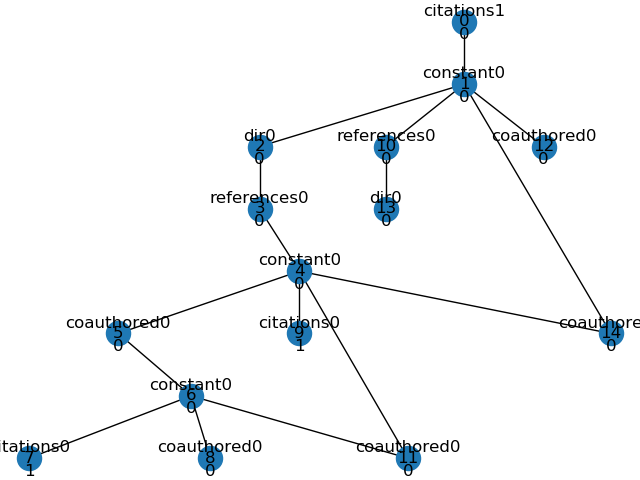 citations1
0
0
constant0
1
0
dir0
2
0
references0
10
0
coauthored0
12
0
references0
3
0
dir0
13
0
constant0
4
0
coauthored0
5
0
citations0
9
1
coauthore
14
0
constant0
6
0
itations0
7
1
coauthored0
8
0
coauthored0
11
0